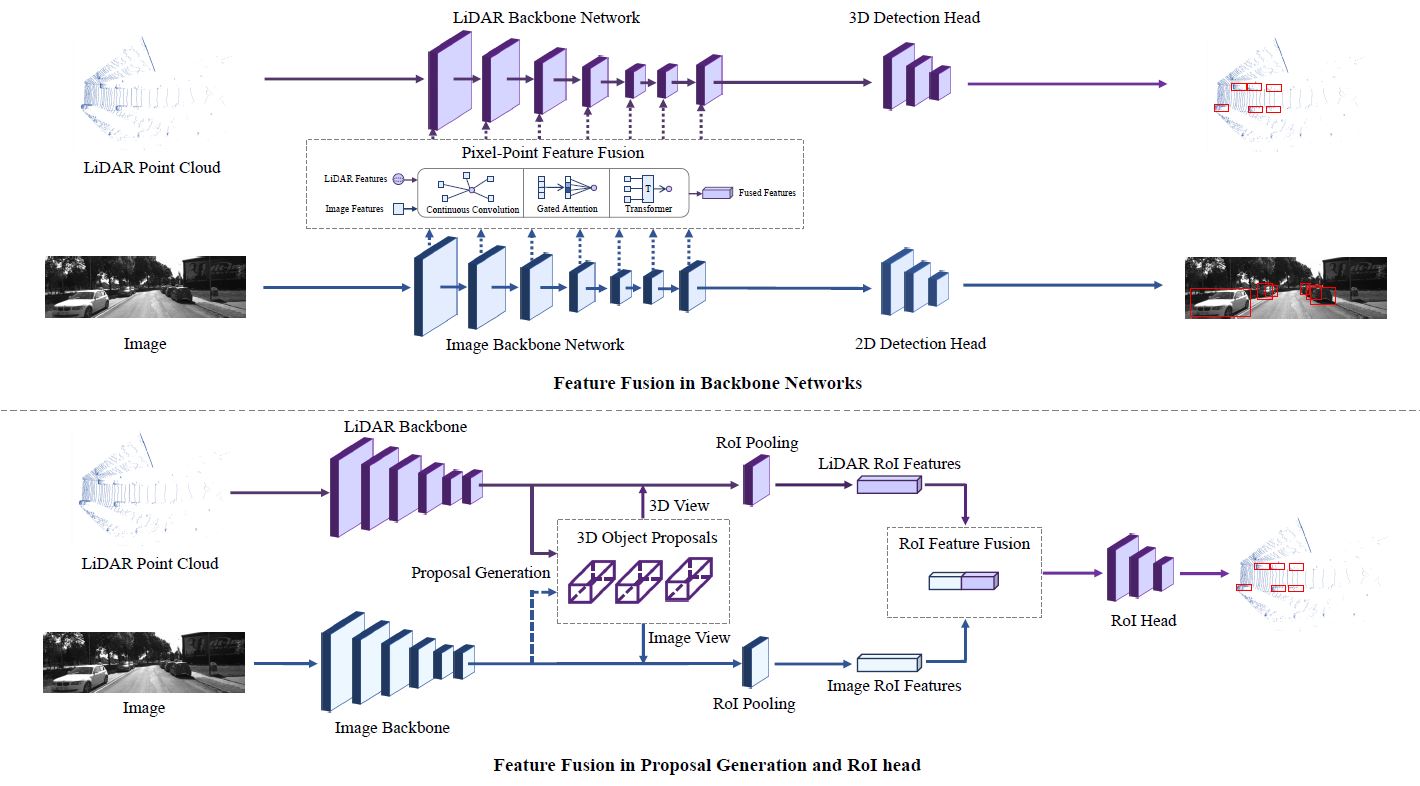 LiDAR Backbone Network
3D Detection Head
LiDAR Point Cloud
Pixel-Point Feature Fusion
LiDAR Features
Image Features
Continuous Convolution
Gated Attention
T
Transformer
Fused Features
Image
Image Backbone Network
2D Detection Head
Feature Fusion in Backbone Networks
LiDAR Backbone
RoI Pooling
LiDAR RoI Features
3D View
LiDAR Point Cloud
3D Object Proposals
Proposal Generation
RoI Feature Fusion
RoI Head
Image View
Image
Image Backbone
RoI Pooling
Image RoI Features
Feature Fusion in Proposal Generation and RoI head